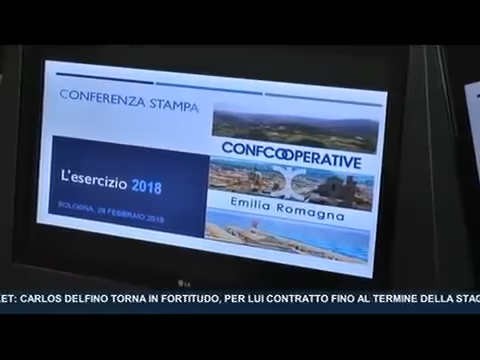 CONFERENZA STAMPA
CONFCOOPERATIVE
Emilia Romagna
L'esercizio 2018
BOLOGNA, 28 FEBBRAIO 2019
LG
KET: CARLOS DELFINO TORNA IN FORTITUDO, PER LUI CONTRATTO FINO AL TERMINE DELLA STAG